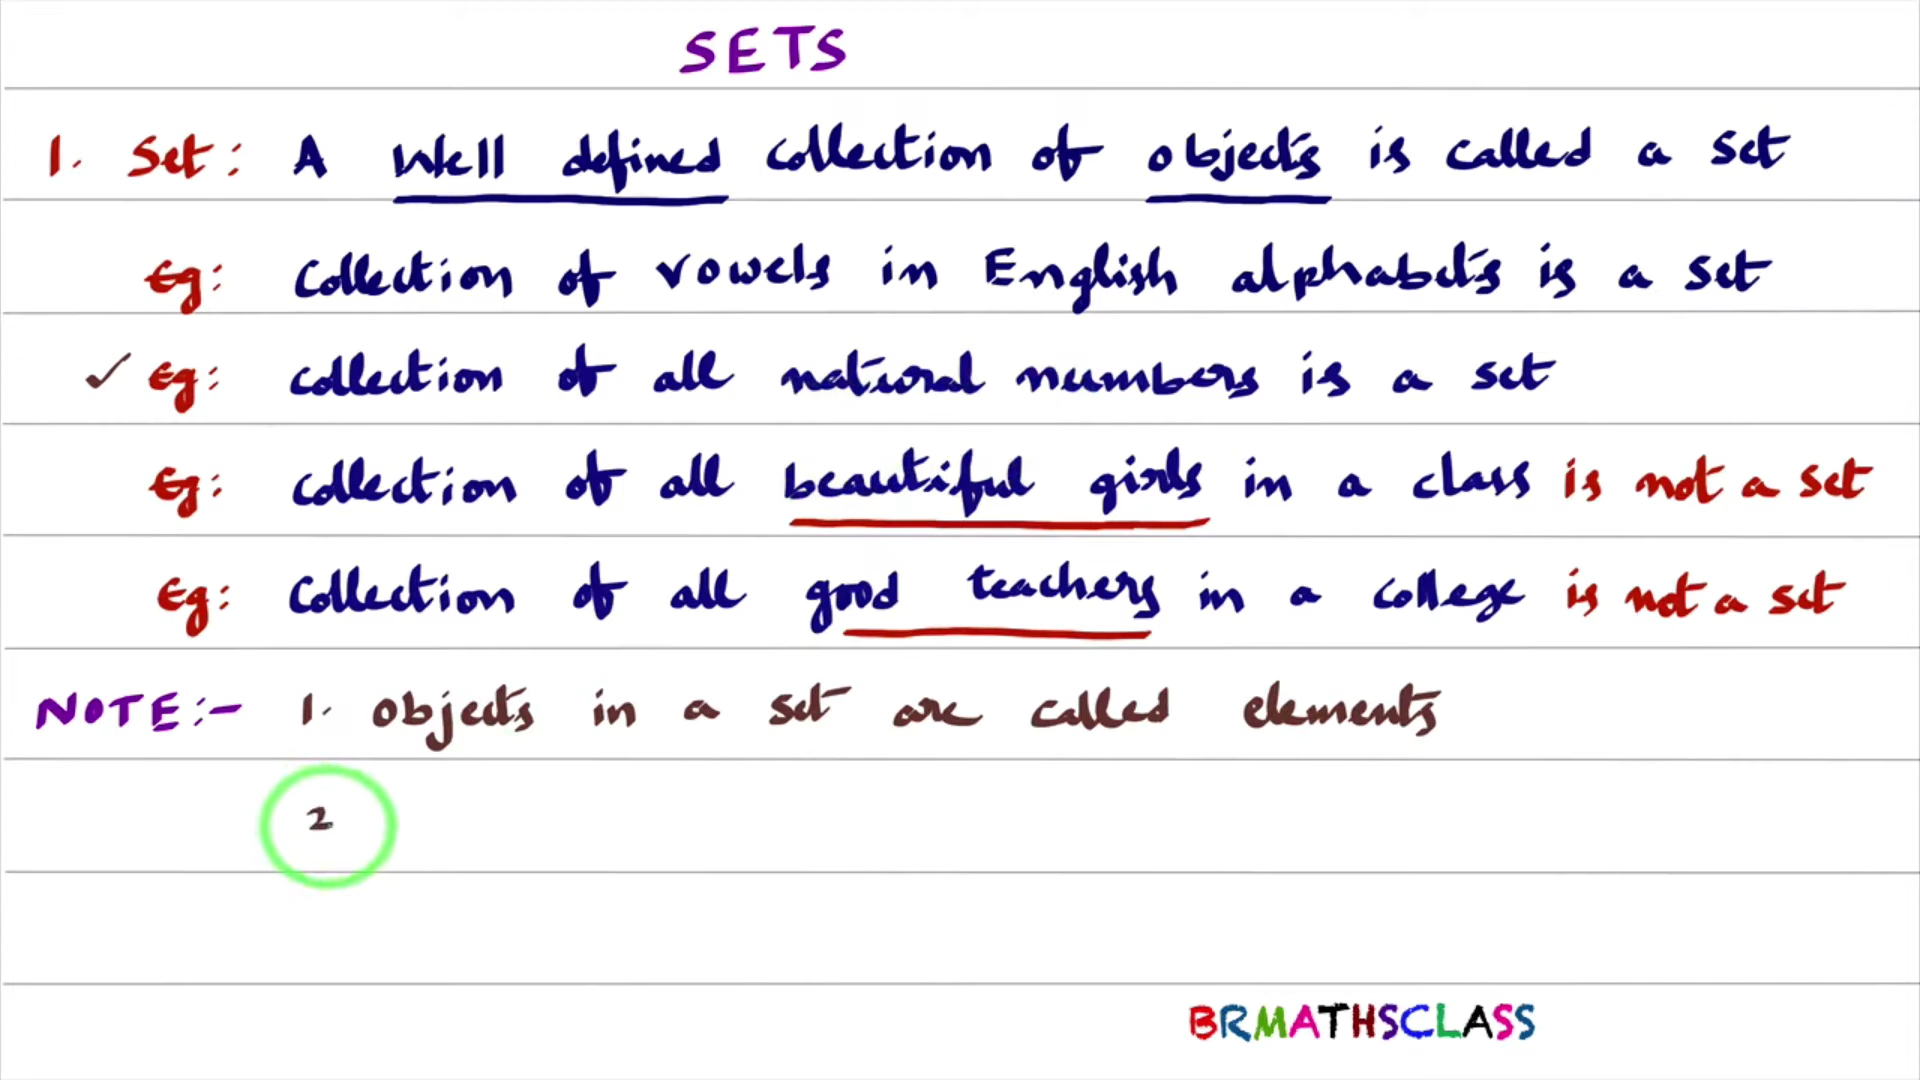 SETS
1. Set: A Well defined collection of objects is called a set
Eg: Collection of vowels in English alphabets is a set
✓ Eg: collection of all natural numbers is a set
Eg: collection of all beautiful girls in a class is not a set
Eg: Collection of all good teachers in a college is not a set
NOTE:- 1. objects in a set are called elements
2
BRMATHSCLASS